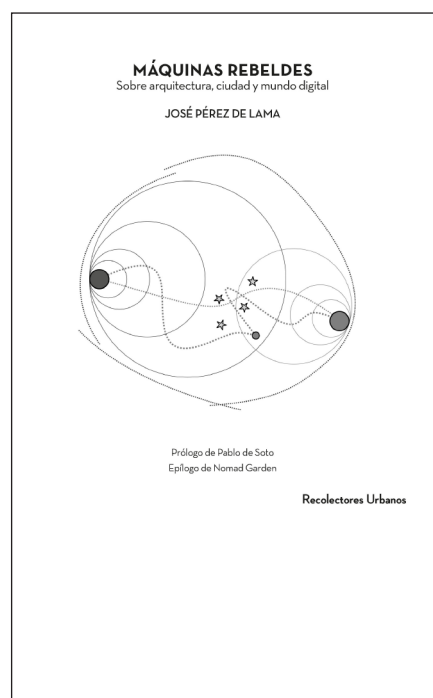 MÁQUINAS REBELDES
Sobre arquitectura, ciudad y mundo digital
JOSÉ PÉREZ DE LAMA
Prólogo de Pablo de Soto
Epílogo de Nomad Garden
Recolectores Urbanos